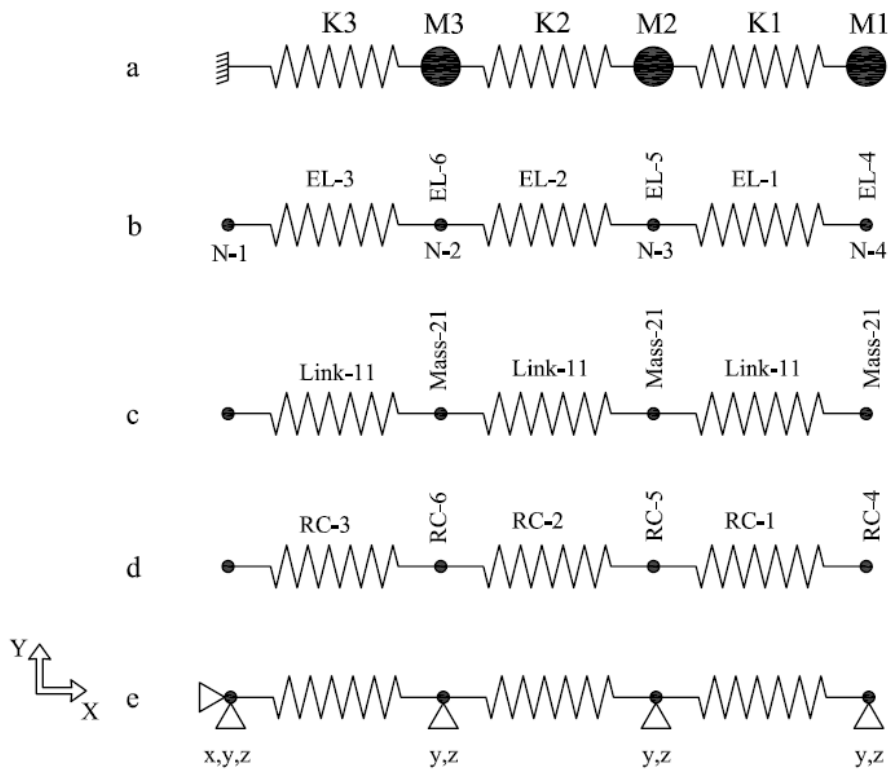 K3 M3 K2 M2 K1 M1
a
EL-3 EL-6 EL-2 EL-5 EL-1 EL-4
b
N-1 N-2 N-3 N-4
Link-11 Mass-21 Link-11 Mass-21 Link-11 Mass-21
c
RC-3 RC-6 RC-2 RC-5 RC-1 RC-4
d
Y
X
e
x,y,z y,z y,z y,z